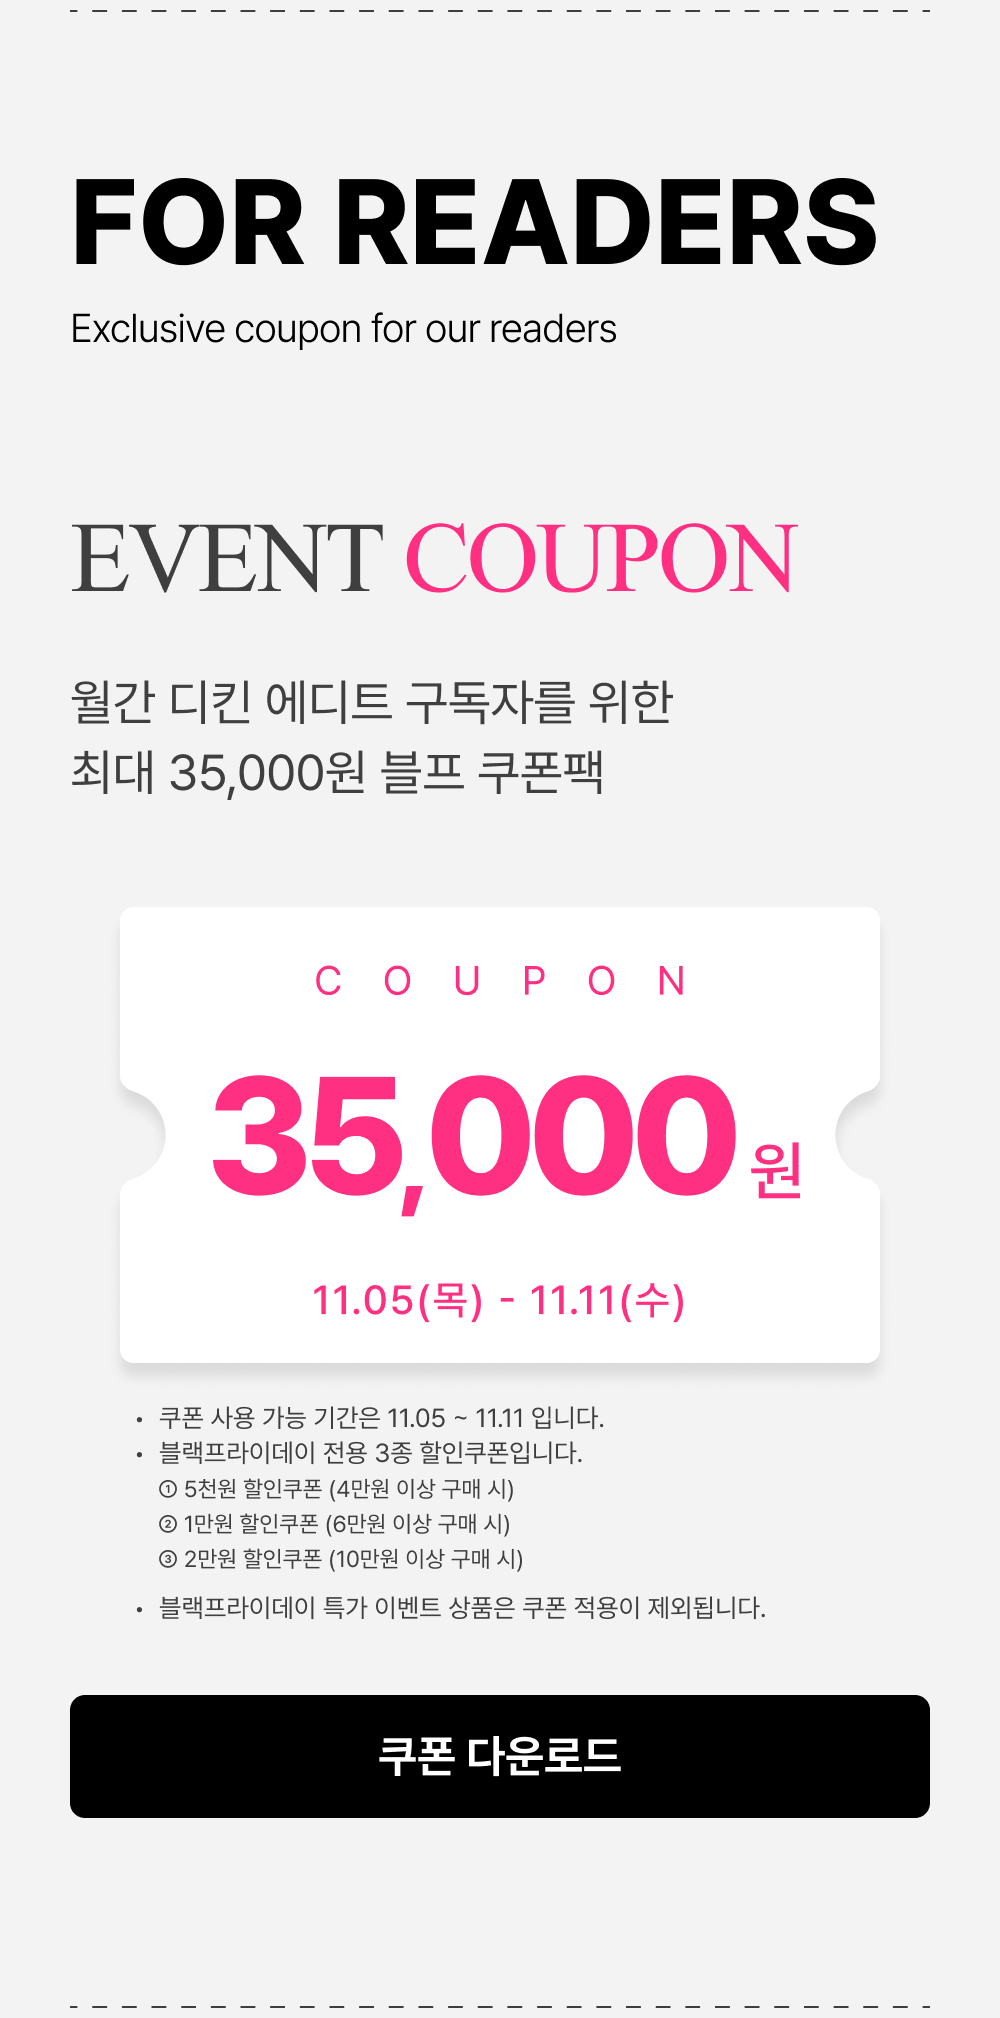 FOR READERS
Exclusive coupon for our readers
EVENT COUPON
월간 디킨 에디트 구독자를 위한
최대 35,000원 블프 쿠폰팩
COUPON
35,000 원
11.05(목) - 11.11(수)
• 쿠폰 사용 가능 기간은 11.05 ~ 11.11 입니다.
• 블랙프라이데이 전용 3종 할인쿠폰입니다.
① 5천원 할인쿠폰 (4만원 이상 구매 시)
② 1만원 할인쿠폰 (6만원 이상 구매 시)
③ 2만원 할인쿠폰 (10만원 이상 구매 시)
• 블랙프라이데이 특가 이벤트 상품은 쿠폰 적용이 제외됩니다.
쿠폰 다운로드